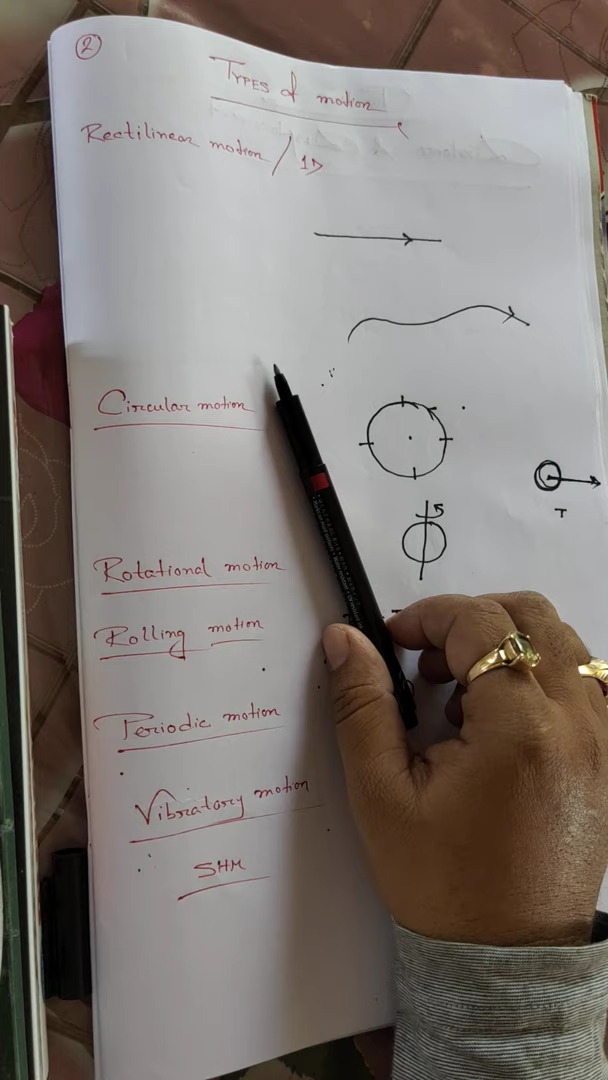 2
TYPES of motion
Rectilinear motion / 1D
Circular motion
T
Rotational motion
Rolling motion
Periodic motion
Vibratory motion
SHM